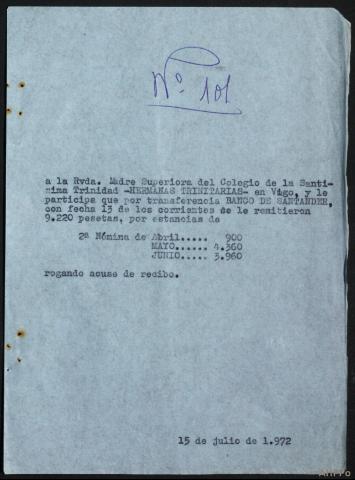 Nº 101
a la Rvda. Madre Superiora del Colegio de la Santí-
sima Trinidad -HERMANAS TRINITARIAS- en Vigo, y le
participa que por transferencia BANCO DE SANTANDER,
con fecha 13 de los corrientes se le remitieron
9.220 pesetas, por estancias de
2ª Nómina de Abril..... 900
MAYO...... 4.360
JUNIO..... 3.960
rogando acuse de recibo.
15 de julio de 1.972